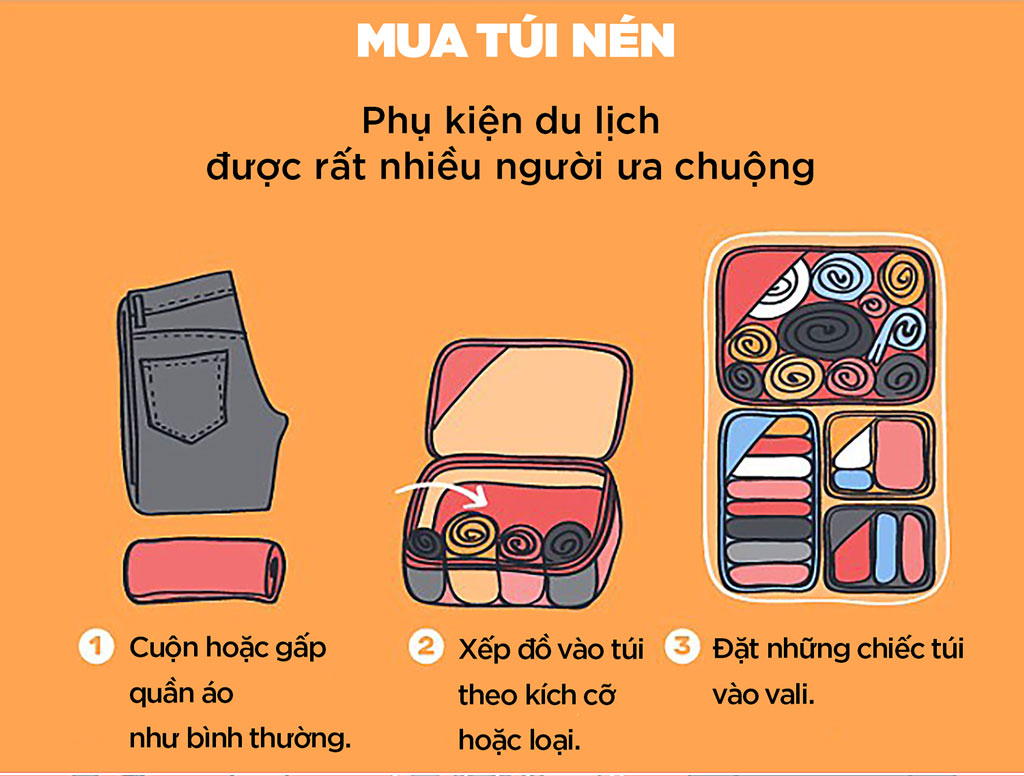 MUA TÚI NÉN
Phụ kiện du lịch
được rất nhiều người ưa chuộng
1 Cuộn hoặc gấp
quần áo
như bình thường.
2 Xếp đồ vào túi
theo kích cỡ
hoặc loại.
3 Đặt những chiếc túi
vào vali.